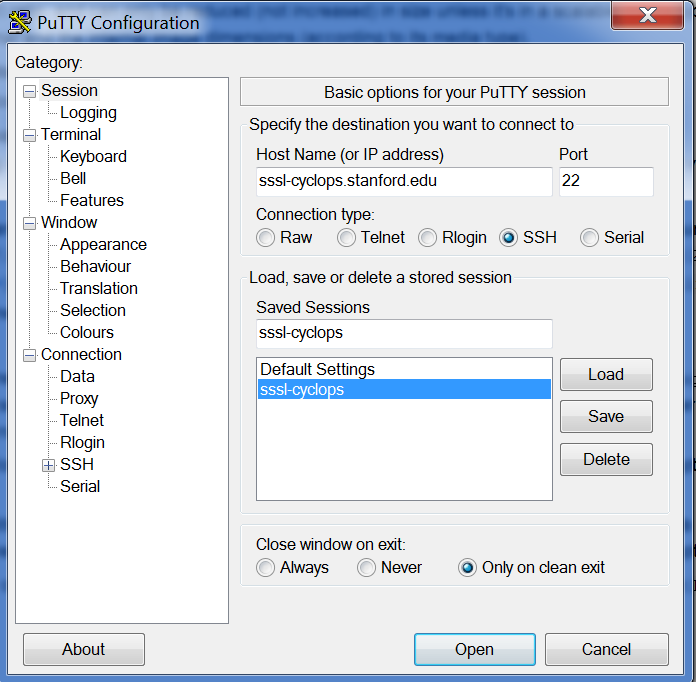 PuTTY Configuration
Category:
Session
Logging
Terminal
Keyboard
Bell
Features
Window
Appearance
Behaviour
Translation
Selection
Colours
Connection
Data
Proxy
Telnet
Rlogin
SSH
Serial
Basic options for your PuTTY session
Specify the destination you want to connect to
Host Name (or IP address) Port
sssl-cyclops.stanford.edu 22
Connection type:
Raw Telnet Rlogin SSH Serial
Load, save or delete a stored session
Saved Sessions
sssl-cyclops
Default Settings
sssl-cyclops
Load
Save
Delete
Close window on exit:
Always Never Only on clean exit
About Open Cancel